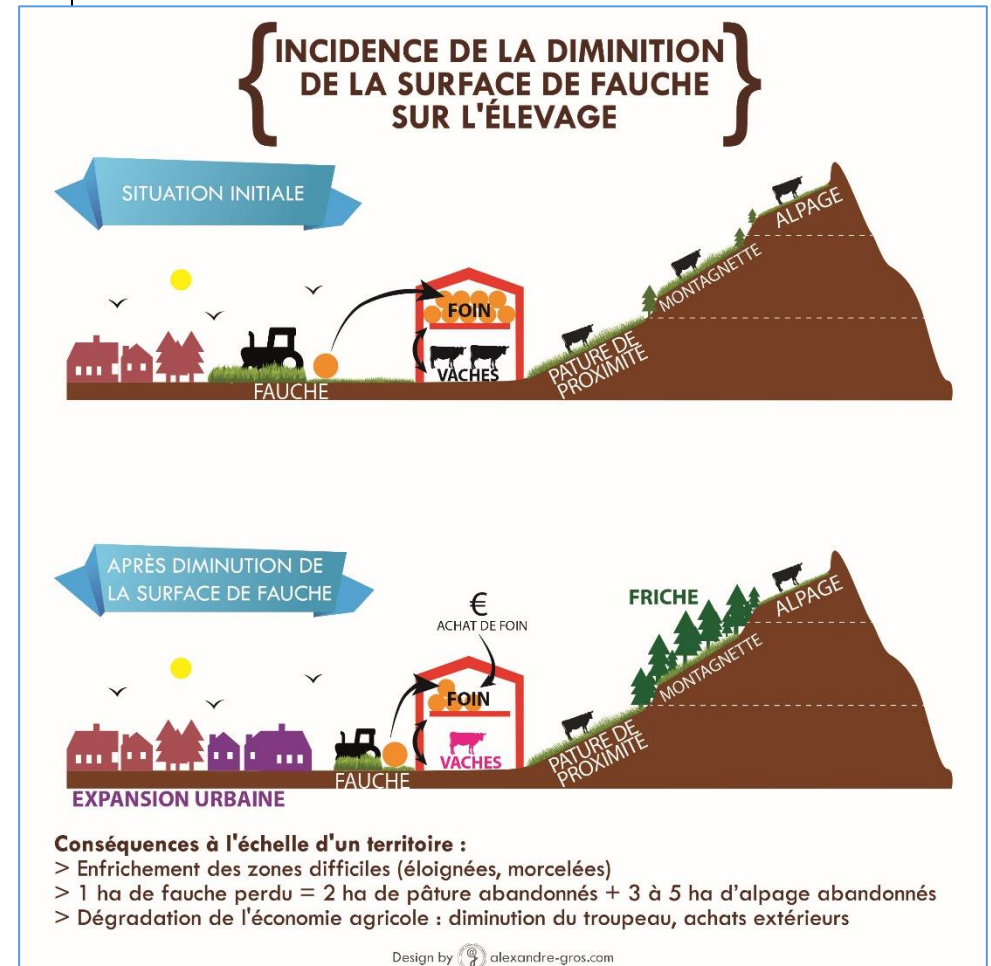 INCIDENCE DE LA DIMINITION
DE LA SURFACE DE FAUCHE
SUR L'ÉLEVAGE
SITUATION INITIALE
ALPAGE
MONTAGNETTE
PATURE DE
PROXIMITÉ
FOIN
VACHES
FAUCHE
APRÈS DIMINUTION DE
LA SURFACE DE FAUCHE
€
ACHAT DE FOIN
FRICHE
ALPAGE
MONTAGNETTE
PATURE DE
PROXIMITÉ
FOIN
VACHES
FAUCHE
EXPANSION URBAINE
Conséquences à l'échelle d'un territoire :
> Enfrichement des zones difficiles (éloignées, morcelées)
> 1 ha de fauche perdu = 2 ha de pâture abandonnés + 3 à 5 ha d'alpage abandonnés
> Dégradation de l'économie agricole : diminution du troupeau, achats extérieurs
Design by alexandre-gros.com